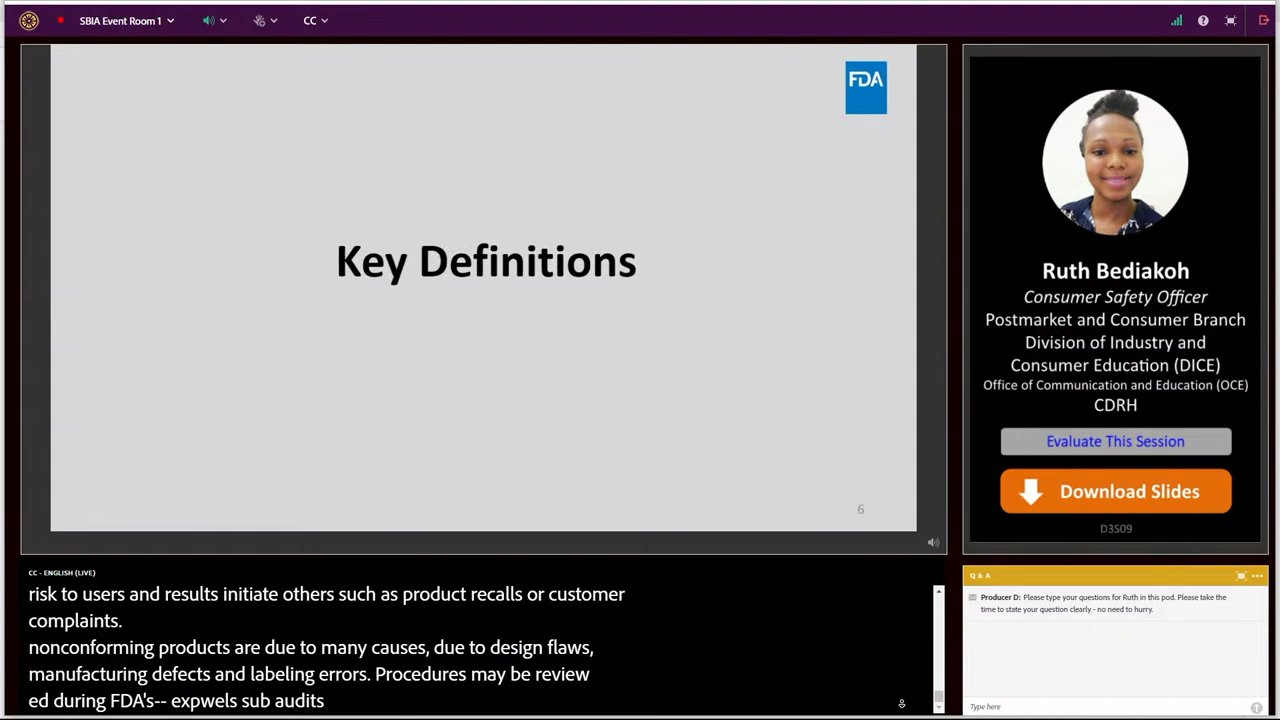 SBIA Event Room 1
CC
FDA
Key Definitions
6
Ruth Bediakoh
Consumer Safety Officer
Postmarket and Consumer Branch
Division of Industry and
Consumer Education (DICE)
Office of Communication and Education (OCE)
CDRH
Evaluate This Session
Download Slides
D3S09
CC - ENGLISH (LIVE)
risk to users and results initiate others such as product recalls or customer
complaints.
nonconforming products are due to many causes, due to design flaws,
manufacturing defects and labeling errors. Procedures may be review
ed during FDA's-- expwels sub audits
Q & A
Producer D: Please type your questions for Ruth in this pod. Please take the
time to state your question clearly - no need to hurry.
Type here